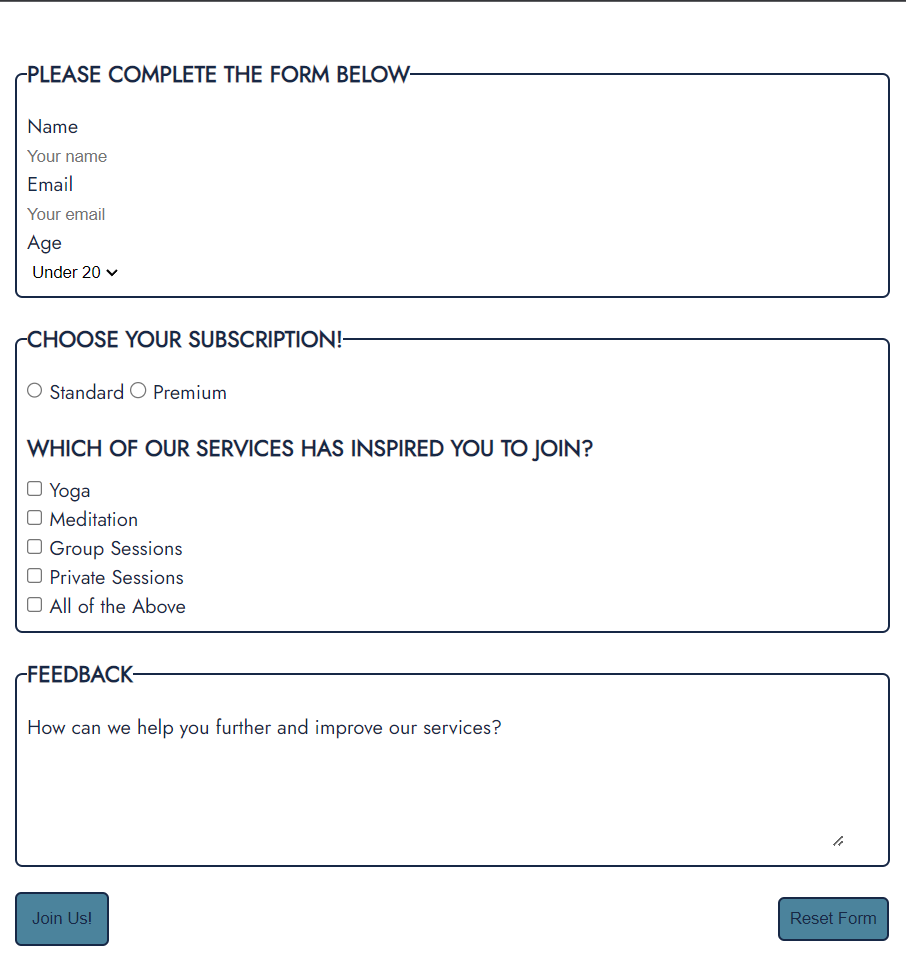 PLEASE COMPLETE THE FORM BELOW
Name
Your name
Email
Your email
Age
Under 20
CHOOSE YOUR SUBSCRIPTION!
Standard Premium
WHICH OF OUR SERVICES HAS INSPIRED YOU TO JOIN?
Yoga
Meditation
Group Sessions
Private Sessions
All of the Above
FEEDBACK
How can we help you further and improve our services?
Join Us! Reset Form